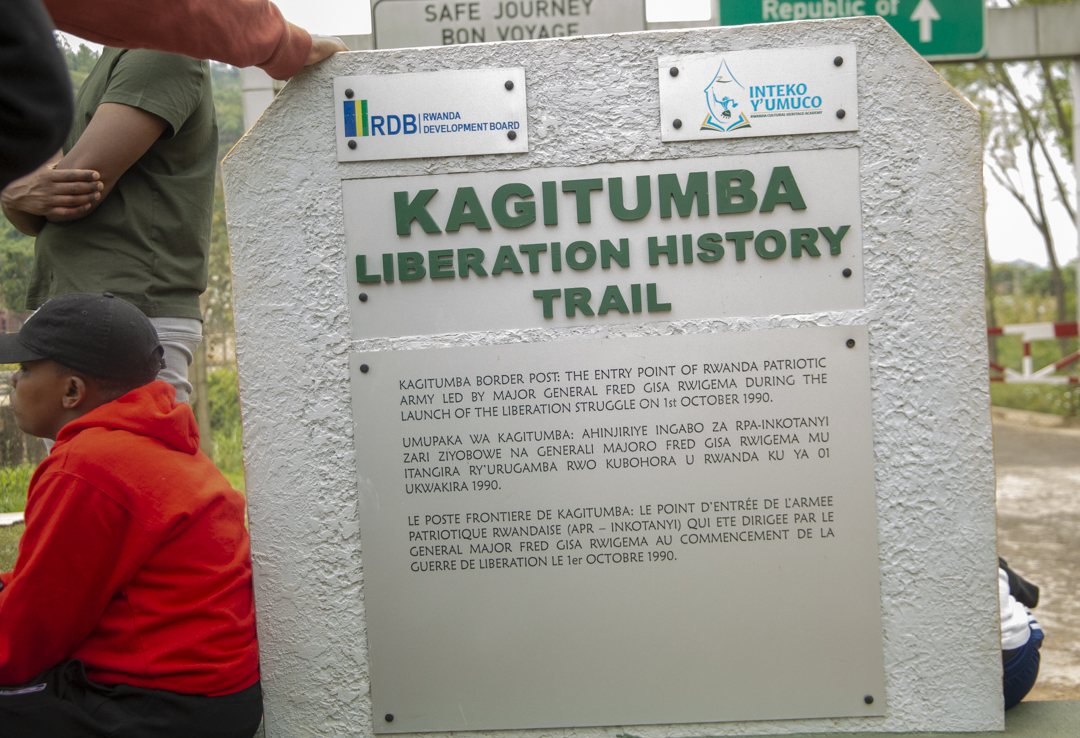 SAFE JOURNEY
BON VOYAGE
Republic of
RDB
RWANDA
DEVELOPMENT BOARD
INTEKO
Y'UMUCO
RWANDA CULTURAL HERITAGE ACADEMY
KAGITUMBA
LIBERATION HISTORY
TRAIL
KAGITUMBA BORDER POST: THE ENTRY POINT OF RWANDA PATRIOTIC
ARMY LED BY MAJOR GENERAL FRED GISA RWIGEMA DURING THE
LAUNCH OF THE LIBERATION STRUGGLE ON 1st OCTOBER 1990.
UMUPAKA WA KAGITUMBA: AHINJIRIYE INGABO ZA RPA-INKOTANYI
ZARI ZIYOBOWE NA GENERALI MAJORO FRED GISA RWIGEMA MU
ITANGIRA RY'URUGAMBA RWO KUBOHORA U RWANDA KU YA 01
UKWAKIRA 1990.
LE POSTE FRONTIERE DE KAGITUMBA: LE POINT D'ENTRÉE DE L'ARMEE
PATRIOTIQUE RWANDAISE (APR – INKOTANYI) QUI ETE DIRIGEE PAR LE
GENERAL MAJOR FRED GISA RWIGEMA AU COMMENCEMENT DE LA
GUERRE DE LIBERATION LE 1er OCTOBRE 1990.